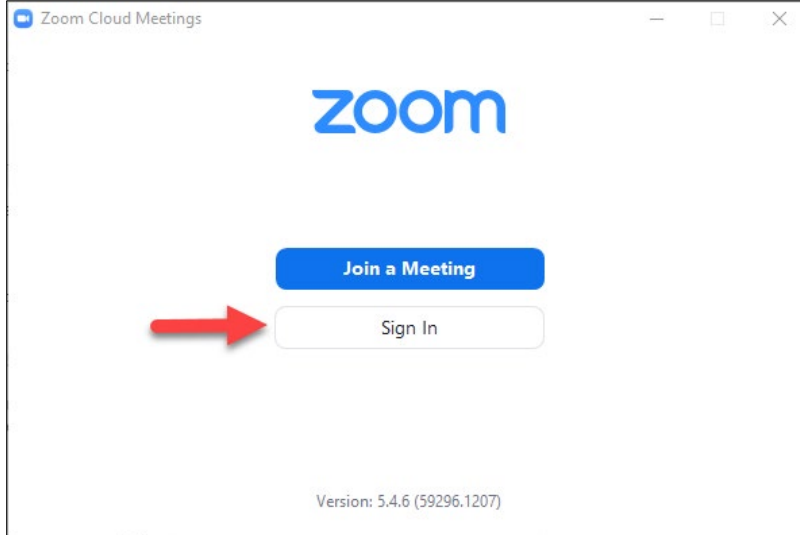 Zoom Cloud Meetings
zoom
Join a Meeting
Sign In
Version: 5.4.6 (59296.1207)